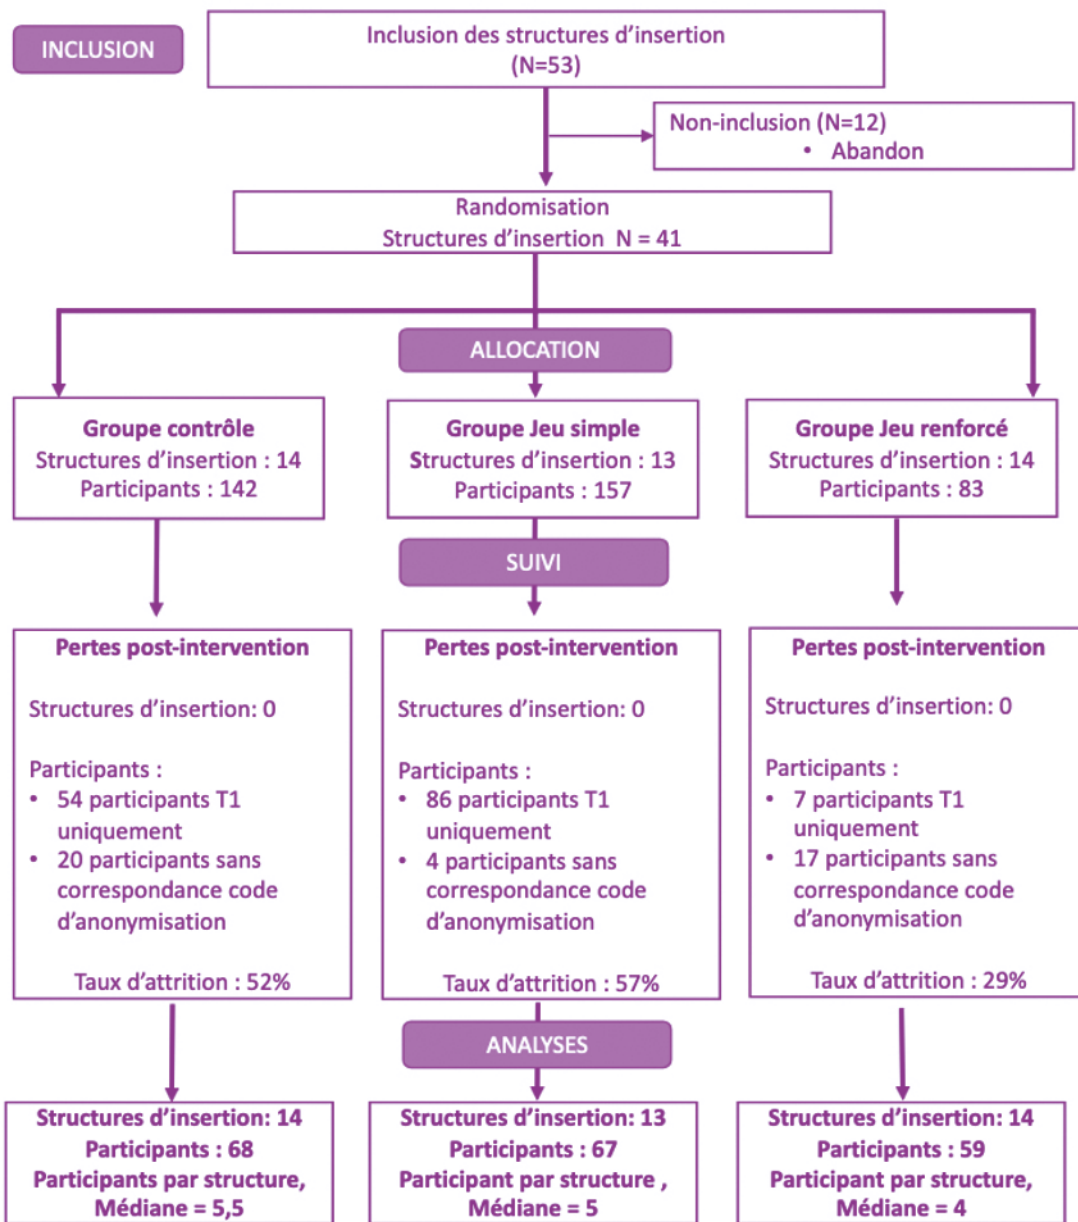 INCLUSION
Inclusion des structures d’insertion
(N=53)
Non-inclusion (N=12)
• Abandon
Randomisation
Structures d’insertion N = 41
ALLOCATION
Groupe contrôle
Structures d’insertion : 14
Participants : 142
Groupe Jeu simple
Structures d’insertion : 13
Participants : 157
Groupe Jeu renforcé
Structures d’insertion : 14
Participants : 83
SUIVI
Pertes post-intervention
Structures d’insertion: 0
Participants :
• 54 participants T1
uniquement
• 20 participants sans
correspondance code
d’anonymisation
Taux d’attrition : 52%
Pertes post-intervention
Structures d’insertion: 0
Participants :
• 86 participants T1
uniquement
• 4 participants sans
correspondance code
d’anonymisation
Taux d’attrition : 57%
Pertes post-intervention
Structures d’insertion: 0
Participants :
• 7 participants T1
uniquement
• 17 participants sans
correspondance code
d’anonymisation
Taux d’attrition : 29%
ANALYSES
Structures d’insertion: 14
Participants : 68
Participants par structure,
Médiane = 5,5
Structures d’insertion: 13
Participants : 67
Participant par structure ,
Médiane = 5
Structures d’insertion: 14
Participants : 59
Participant par structure,
Médiane = 4